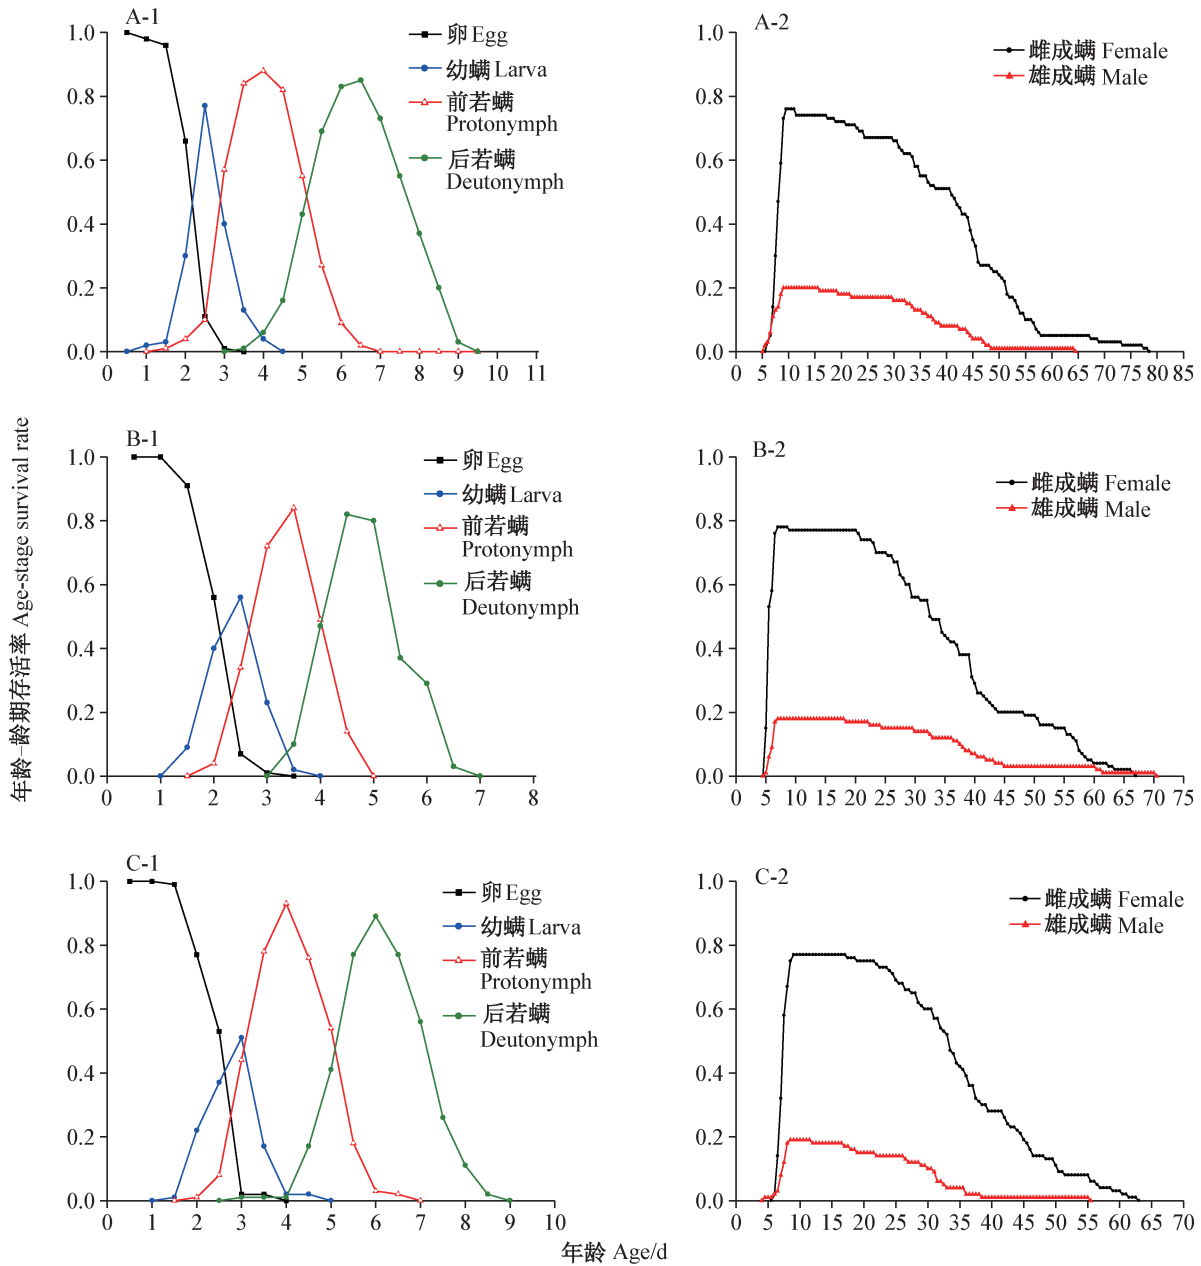 A-1
1.0
0.8
0.6
0.4
0.2
0.0
0 1 2 3 4 5 6 7 8 9 10 11
卵 Egg
幼螨 Larva
前若螨
Protonymph
后若螨
Deutonymph
A-2
1.0
0.8
0.6
0.4
0.2
0.0
0 5 10 15 20 25 30 35 40 45 50 55 60 65 70 75 80 85
雌成螨 Female
雄成螨 Male
年龄–龄期存活率 Age-stage survival rate
B-1
1.0
0.8
0.6
0.4
0.2
0.0
0 1 2 3 4 5 6 7 8
卵 Egg
幼螨 Larva
前若螨
Protonymph
后若螨
Deutonymph
B-2
1.0
0.8
0.6
0.4
0.2
0.0
0 5 10 15 20 25 30 35 40 45 50 55 60 65 70 75
雌成螨 Female
雄成螨 Male
C-1
1.0
0.8
0.6
0.4
0.2
0.0
0 1 2 3 4 5 6 7 8 9 10
卵 Egg
幼螨 Larva
前若螨
Protonymph
后若螨
Deutonymph
C-2
1.0
0.8
0.6
0.4
0.2
0.0
0 5 10 15 20 25 30 35 40 45 50 55 60 65 70
雌成螨 Female
雄成螨 Male
年龄 Age/d